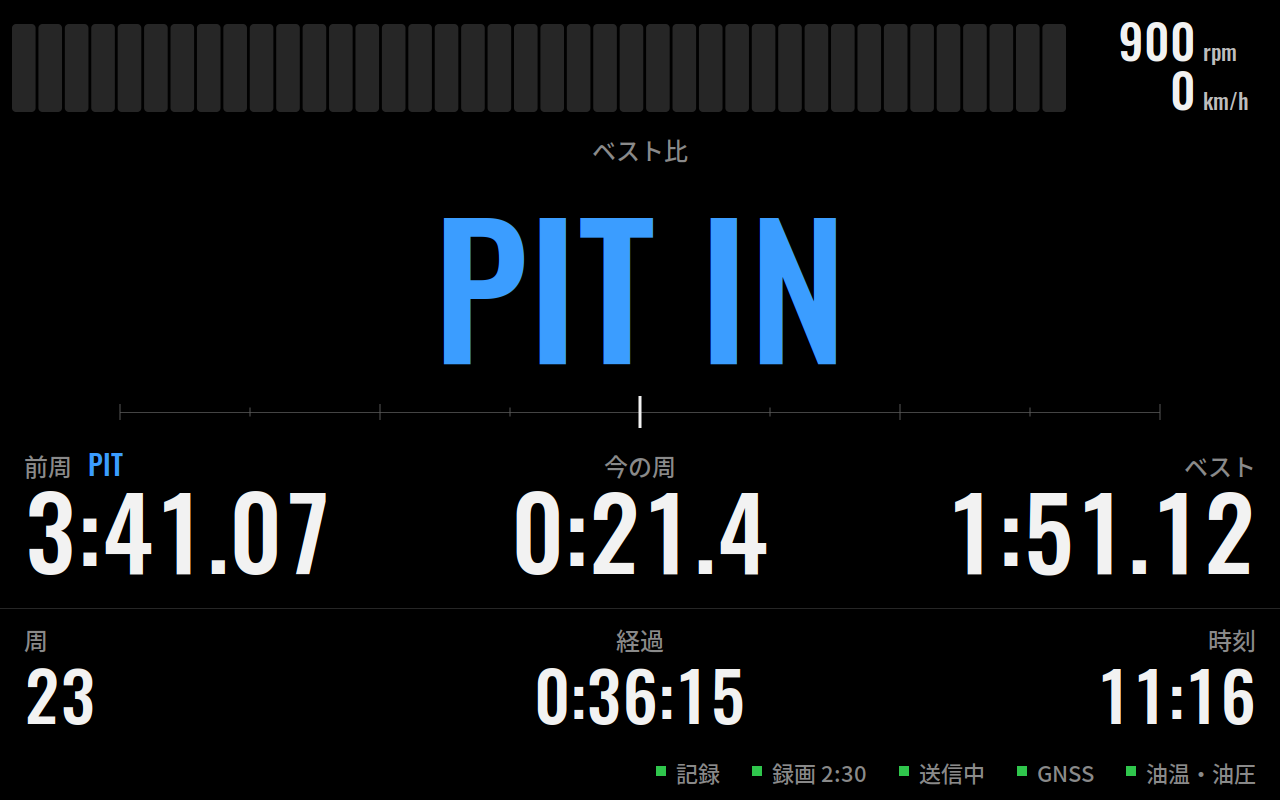 900 rpm
0 km/h
ベスト比
PIT IN
前周 PIT 今の周 ベスト
3:41.07 0:21.4 1:51.12
周 経過 時刻
23 0:36:15 11:16
記録 録画 2:30 送信中 GNSS 油温・油圧